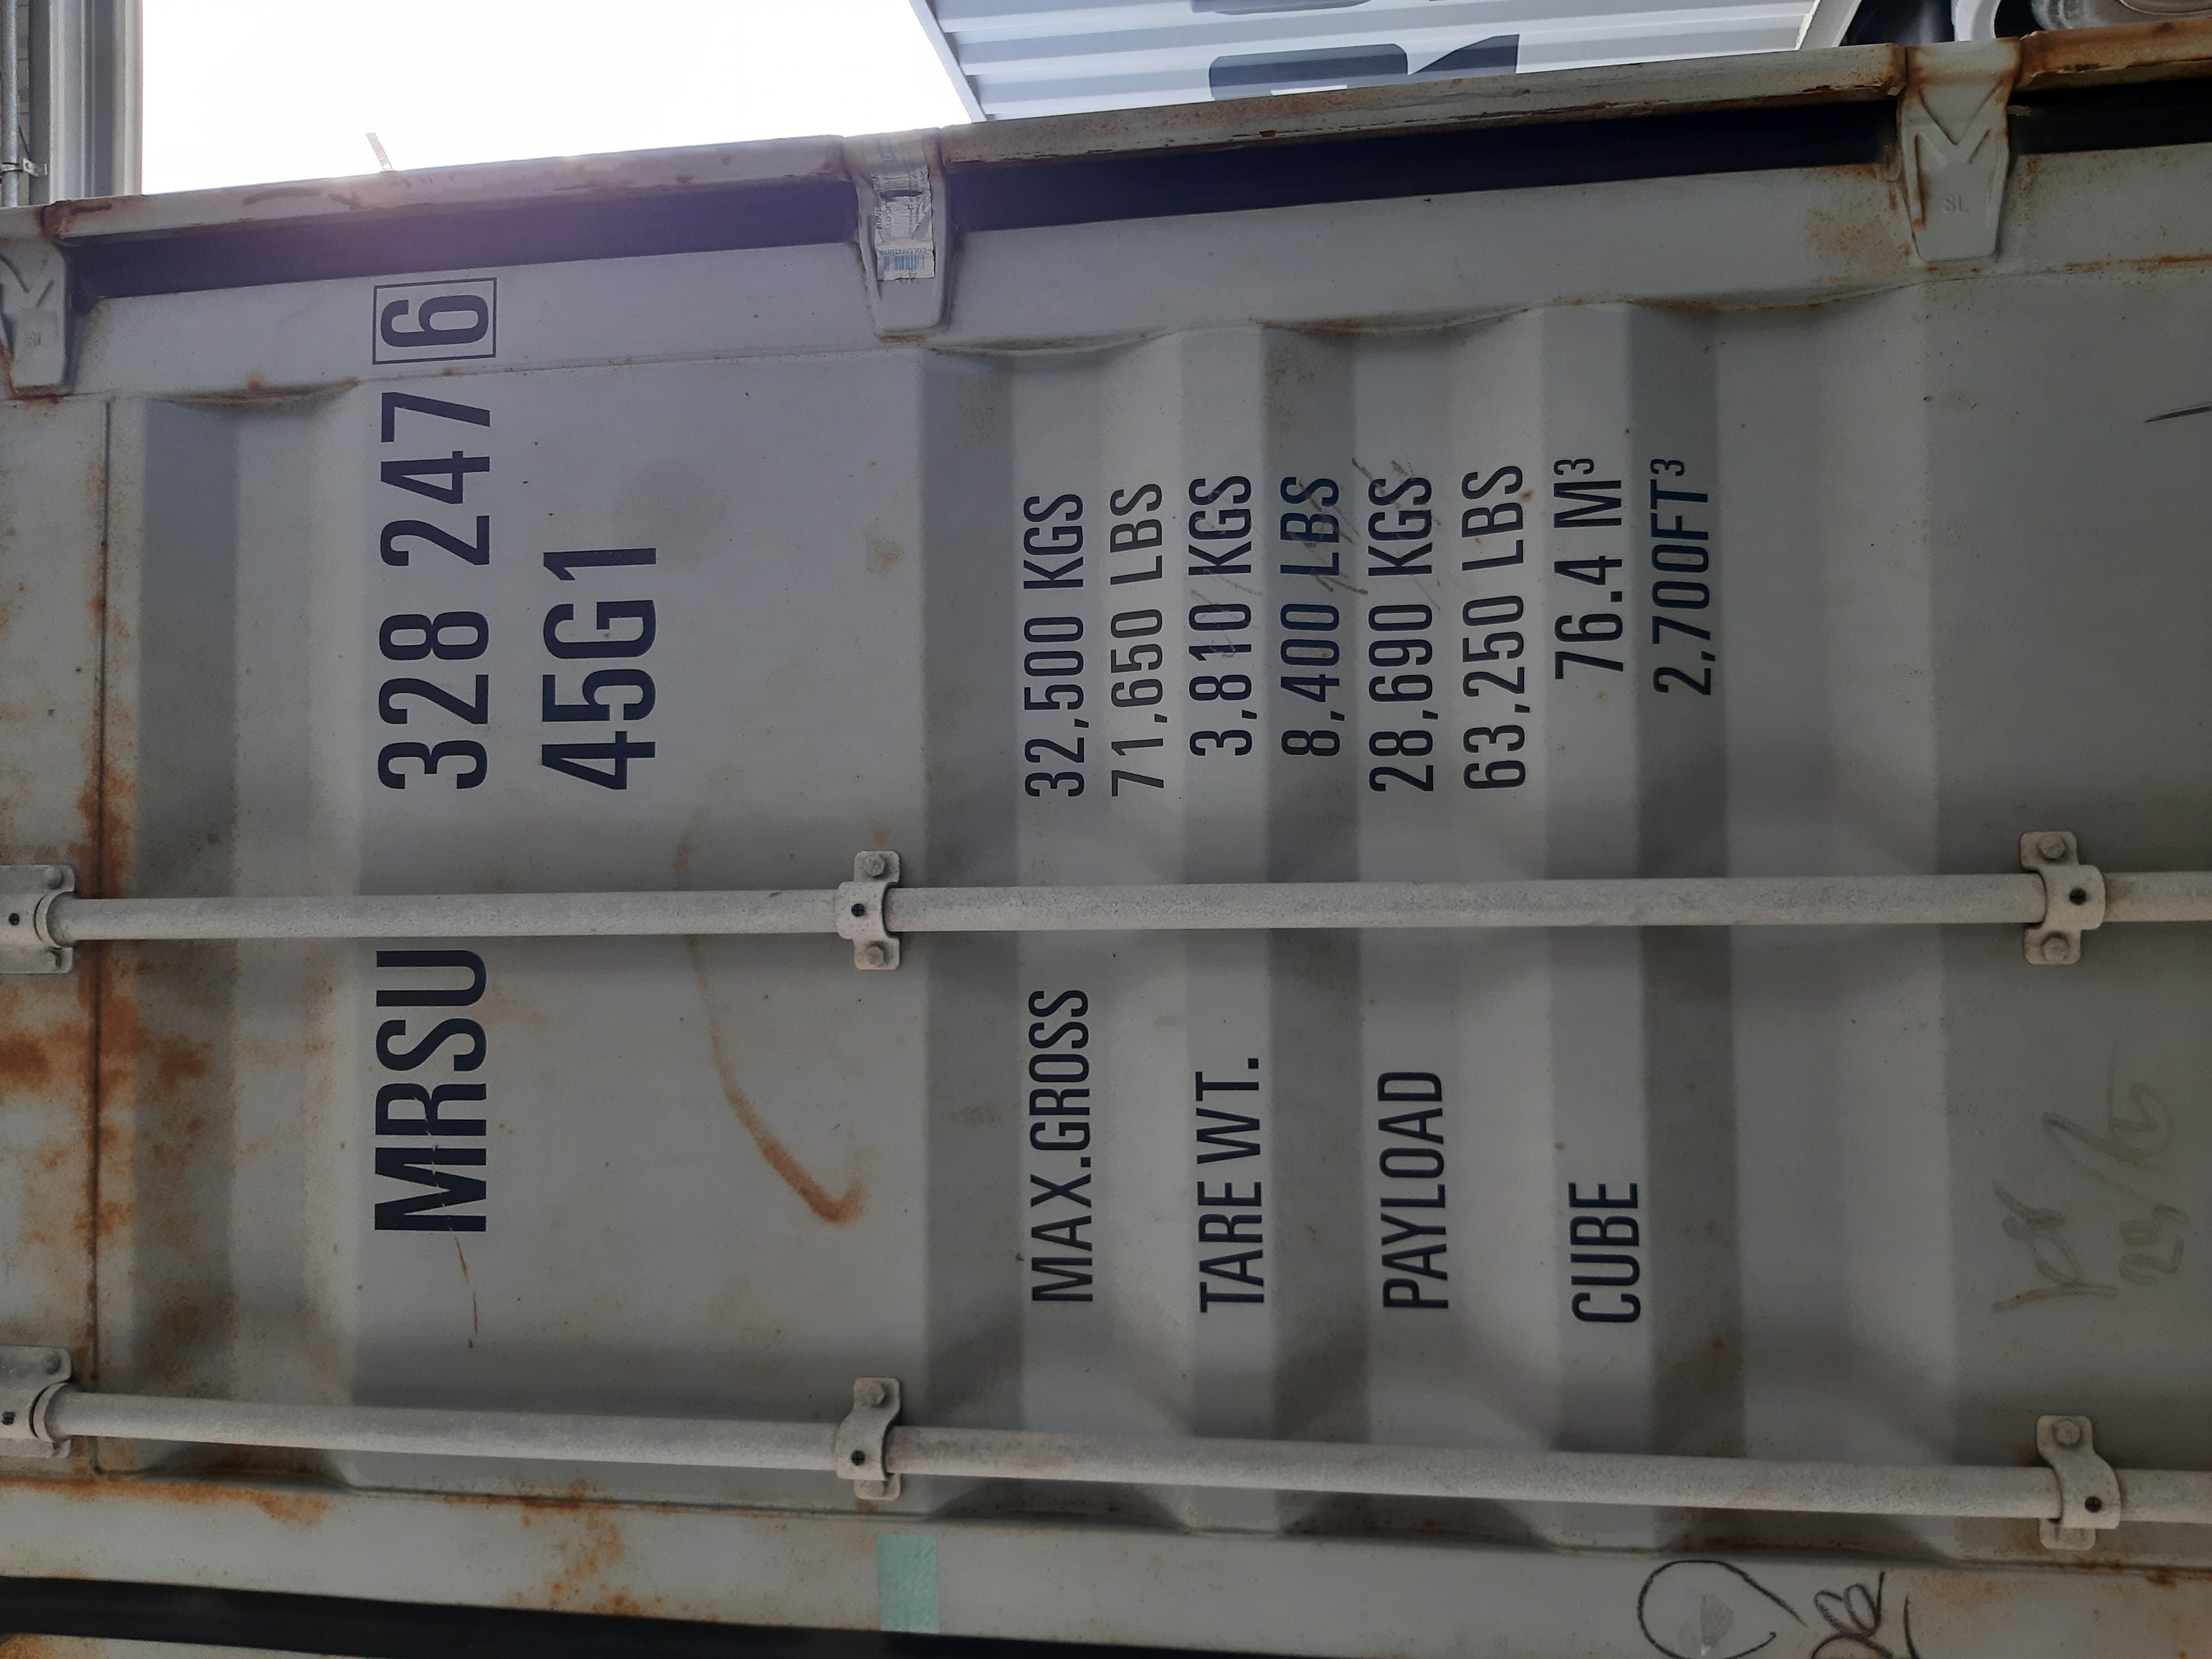 MRSU 328 247 6
45G1
MAX.GROSS 32,500 KGS
71,650 LBS
TARE WT. 3,810 KGS
8,400 LBS
PAYLOAD 28,690 KGS
63,250 LBS
CUBE 76.4 M³
2,700FT³
SL